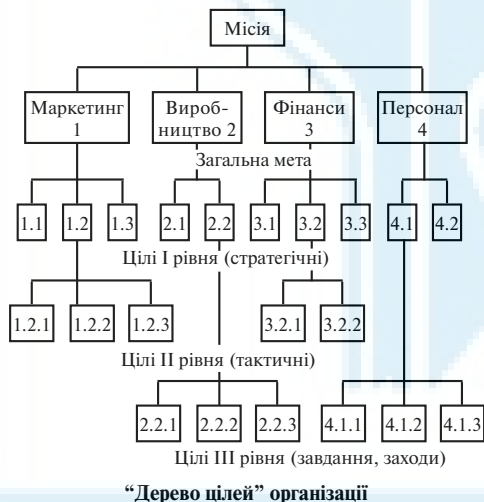 Місія
Маркетинг 1
Вироб-
ництво 2
Фінанси 3
Персонал 4
Загальна мета
1.1 1.2 1.3 2.1 2.2 3.1 3.2 3.3 4.1 4.2
Цілі І рівня (стратегічні)
1.2.1 1.2.2 1.2.3 3.2.1 3.2.2
Цілі ІІ рівня (тактичні)
2.2.1 2.2.2 2.2.3 4.1.1 4.1.2 4.1.3
Цілі ІІІ рівня (завдання, заходи)
“Дерево цілей” організації